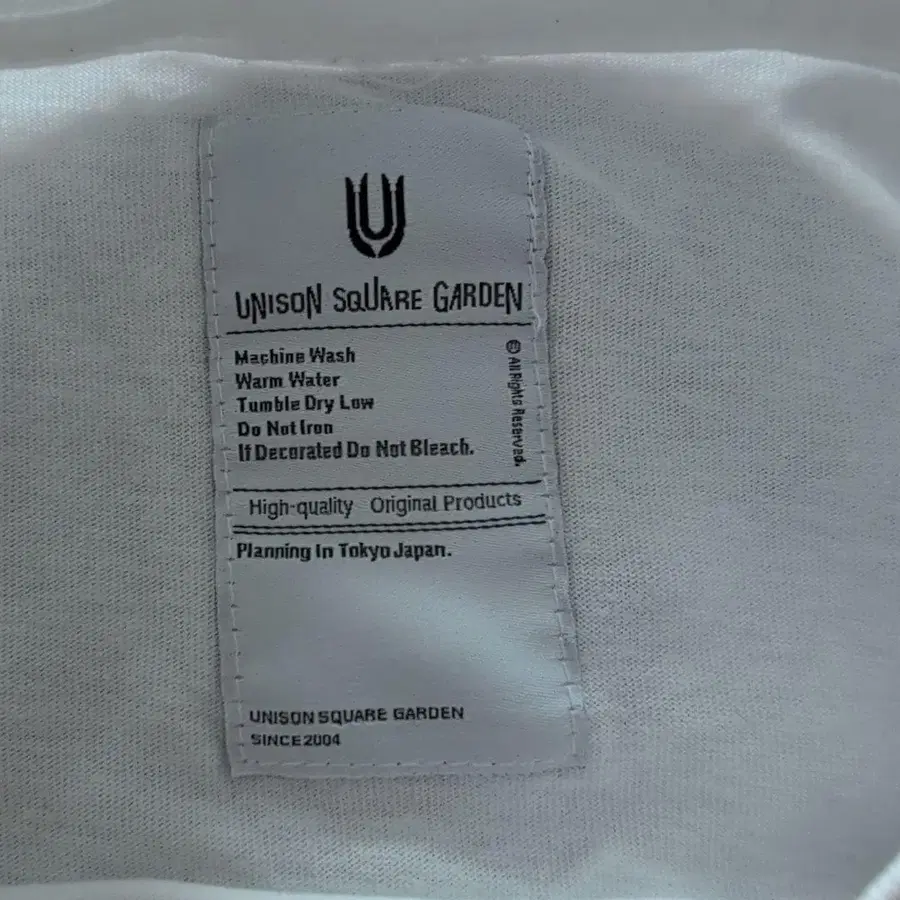 U
UNISON SQUARE GARDEN
Machine Wash
Warm Water
Tumble Dry Low
Do Not Iron
If Decorated Do Not Bleach.
© All Rights Reserved.
High-quality Original Products
Planning In Tokyo Japan.
UNISON SQUARE GARDEN
SINCE 2004